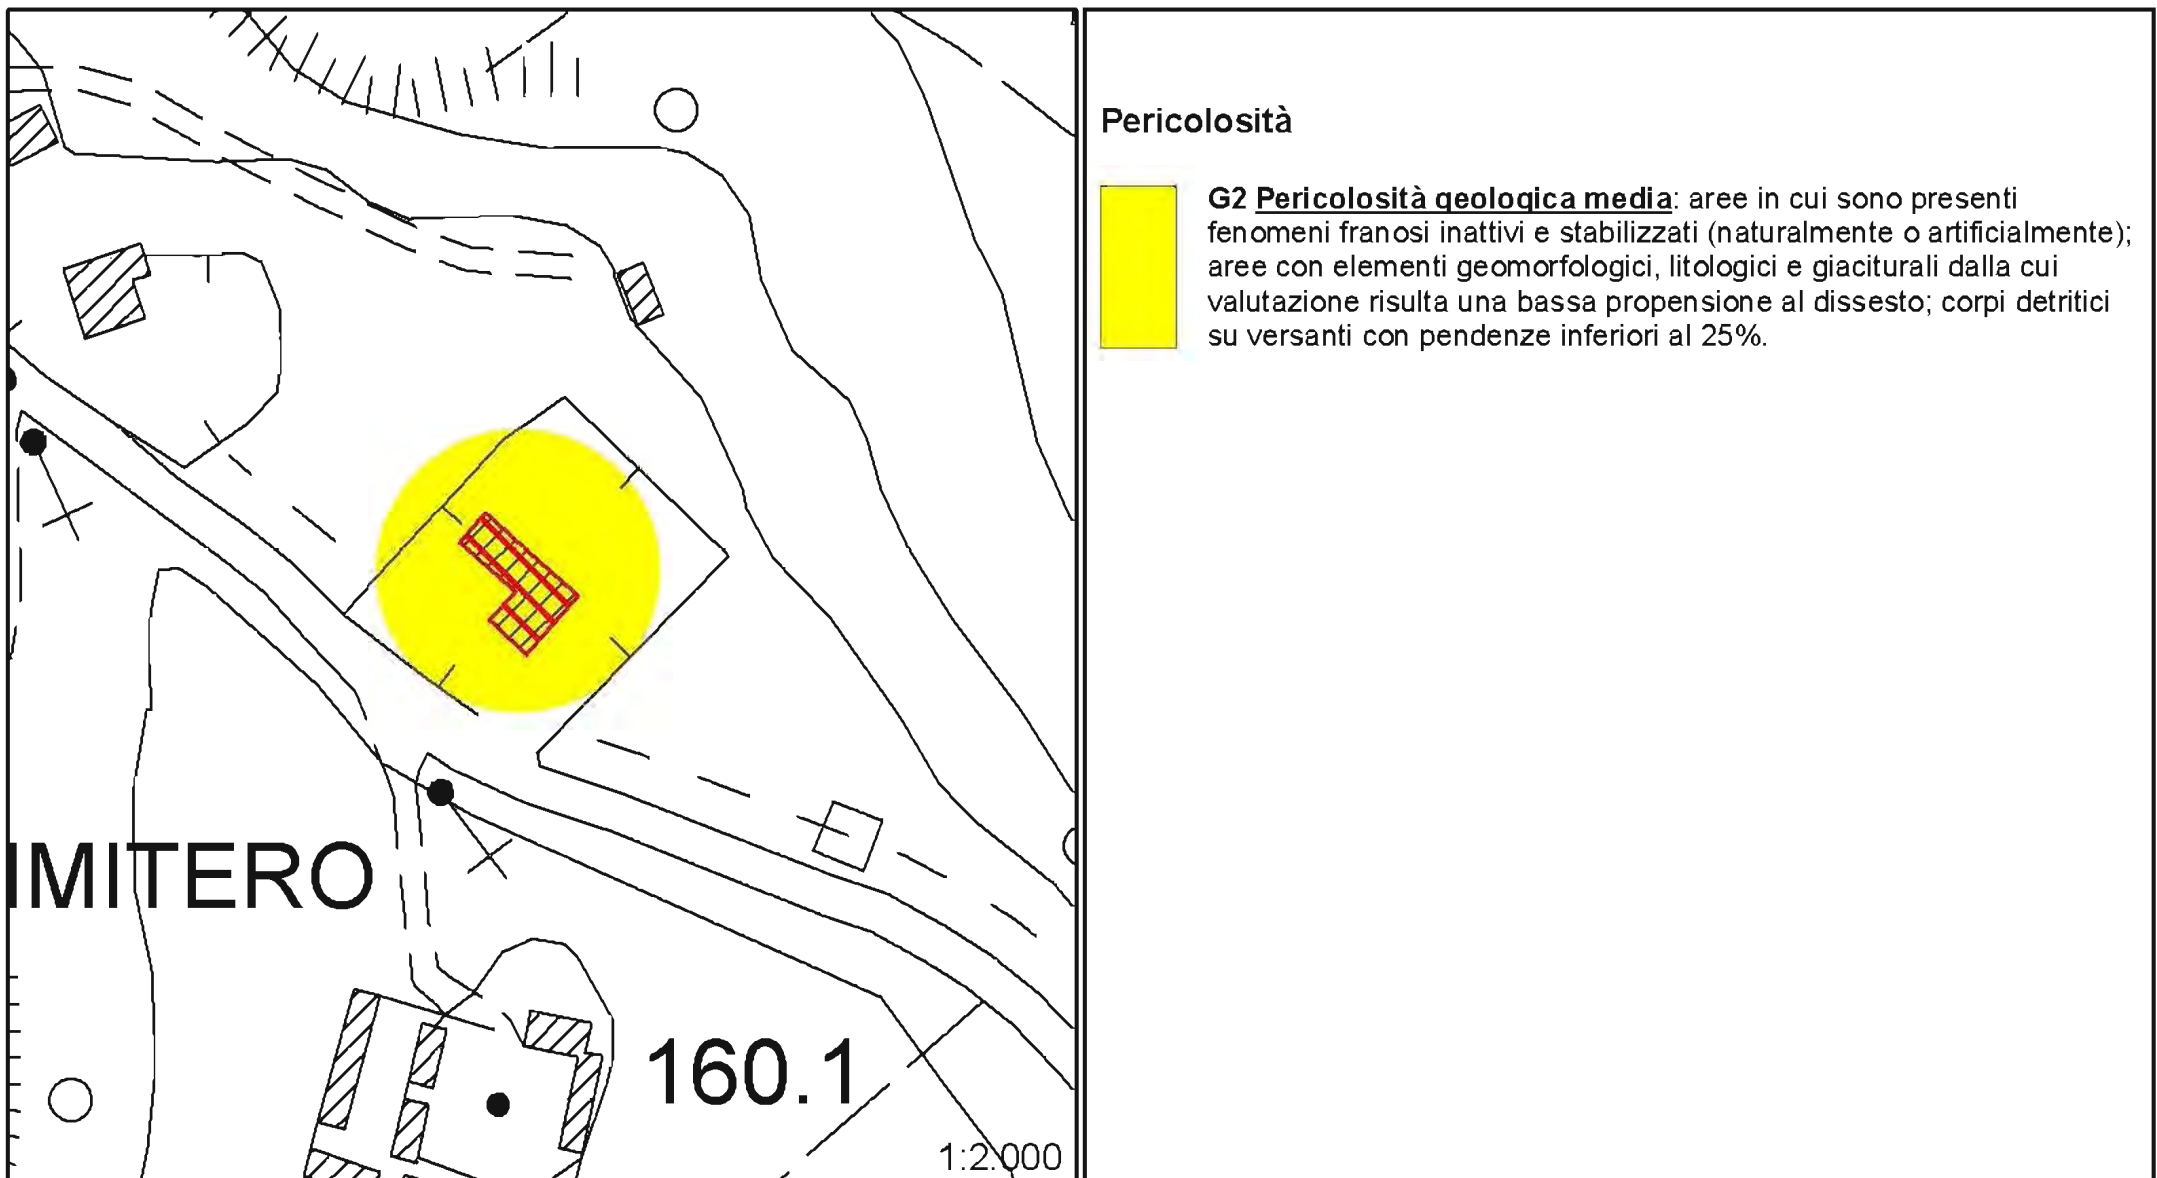 IMITERO
160.1
1:2.000
Pericolosità
G2 Pericolosità geologica media: aree in cui sono presenti
fenomeni franosi inattivi e stabilizzati (naturalmente o artificialmente);
aree con elementi geomorfologici, litologici e giaciturali dalla cui
valutazione risulta una bassa propensione al dissesto; corpi detritici
su versanti con pendenze inferiori al 25%.